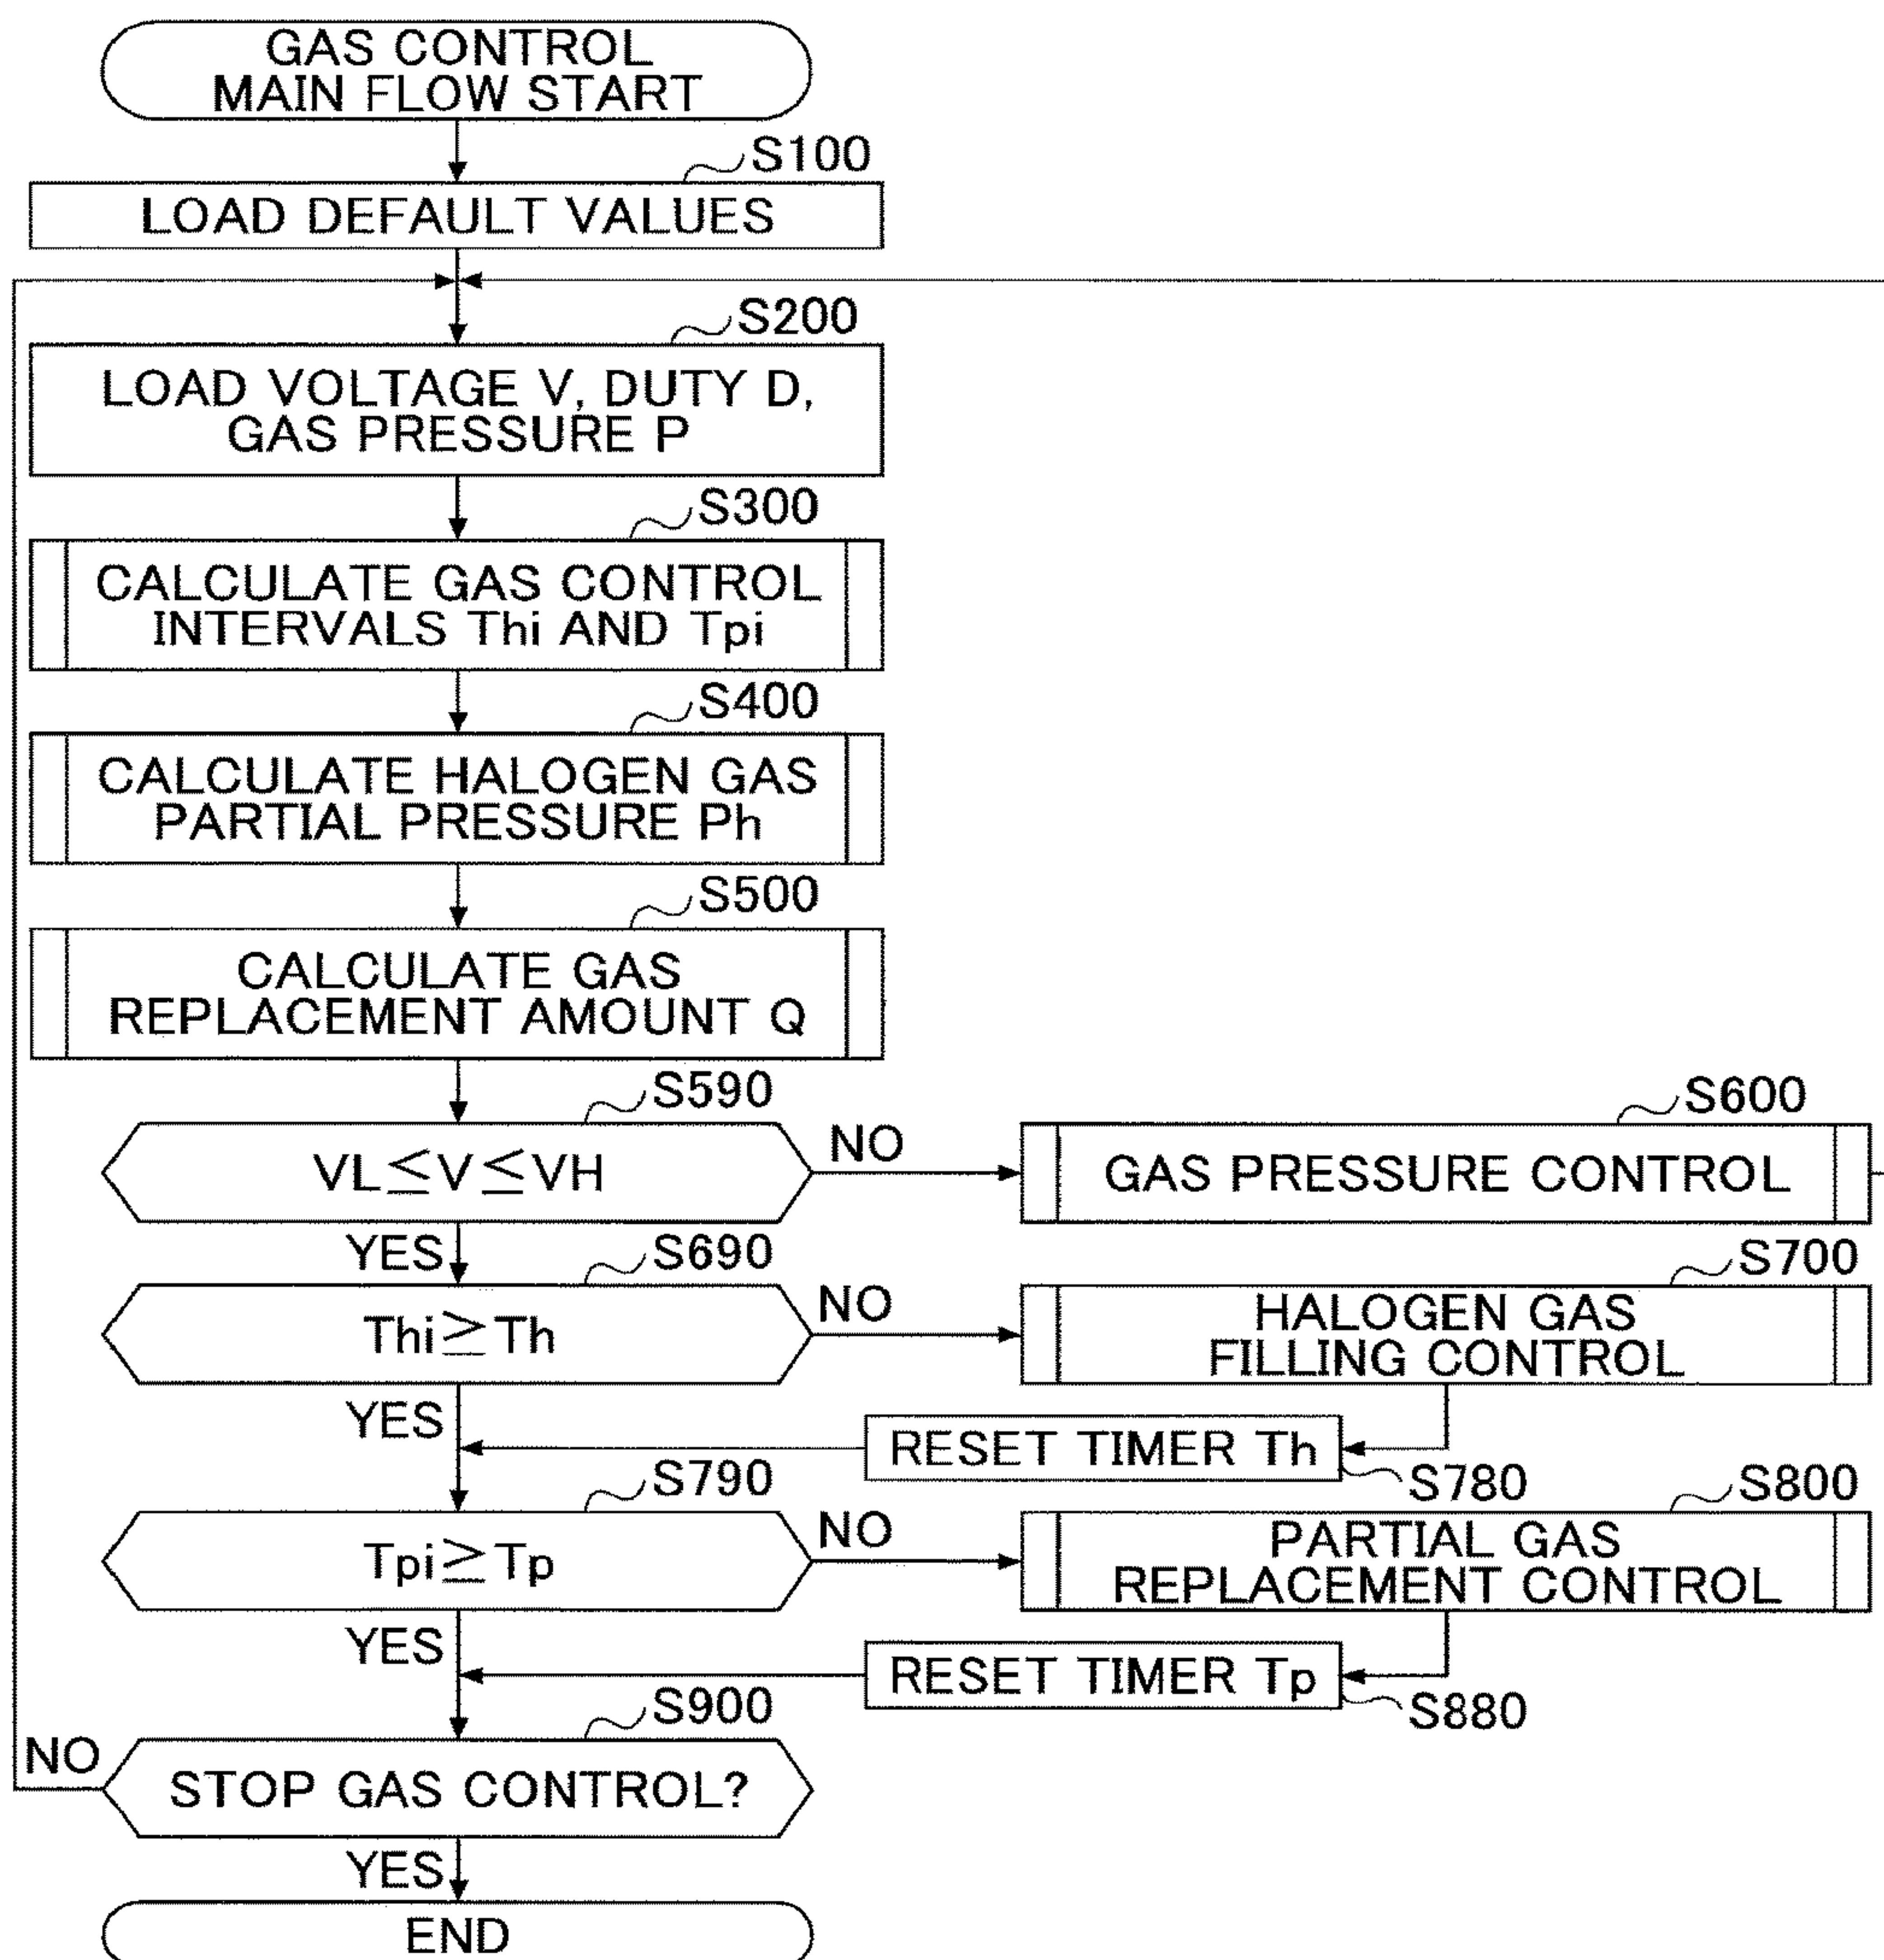 GAS CONTROL
MAIN FLOW START
S100
LOAD DEFAULT VALUES
S200
LOAD VOLTAGE V, DUTY D,
GAS PRESSURE P
S300
CALCULATE GAS CONTROL
INTERVALS Thi AND Tpi
S400
CALCULATE HALOGEN GAS
PARTIAL PRESSURE Ph
S500
CALCULATE GAS
REPLACEMENT AMOUNT Q
S590
VL≦V≦VH
NO
S600
GAS PRESSURE CONTROL
YES
S690
Thi≧Th
NO
S700
HALOGEN GAS
FILLING CONTROL
YES
RESET TIMER Th
S780
S790
Tpi≧Tp
NO
S800
PARTIAL GAS
REPLACEMENT CONTROL
YES
RESET TIMER Tp
S880
S900
NO
STOP GAS CONTROL?
YES
END